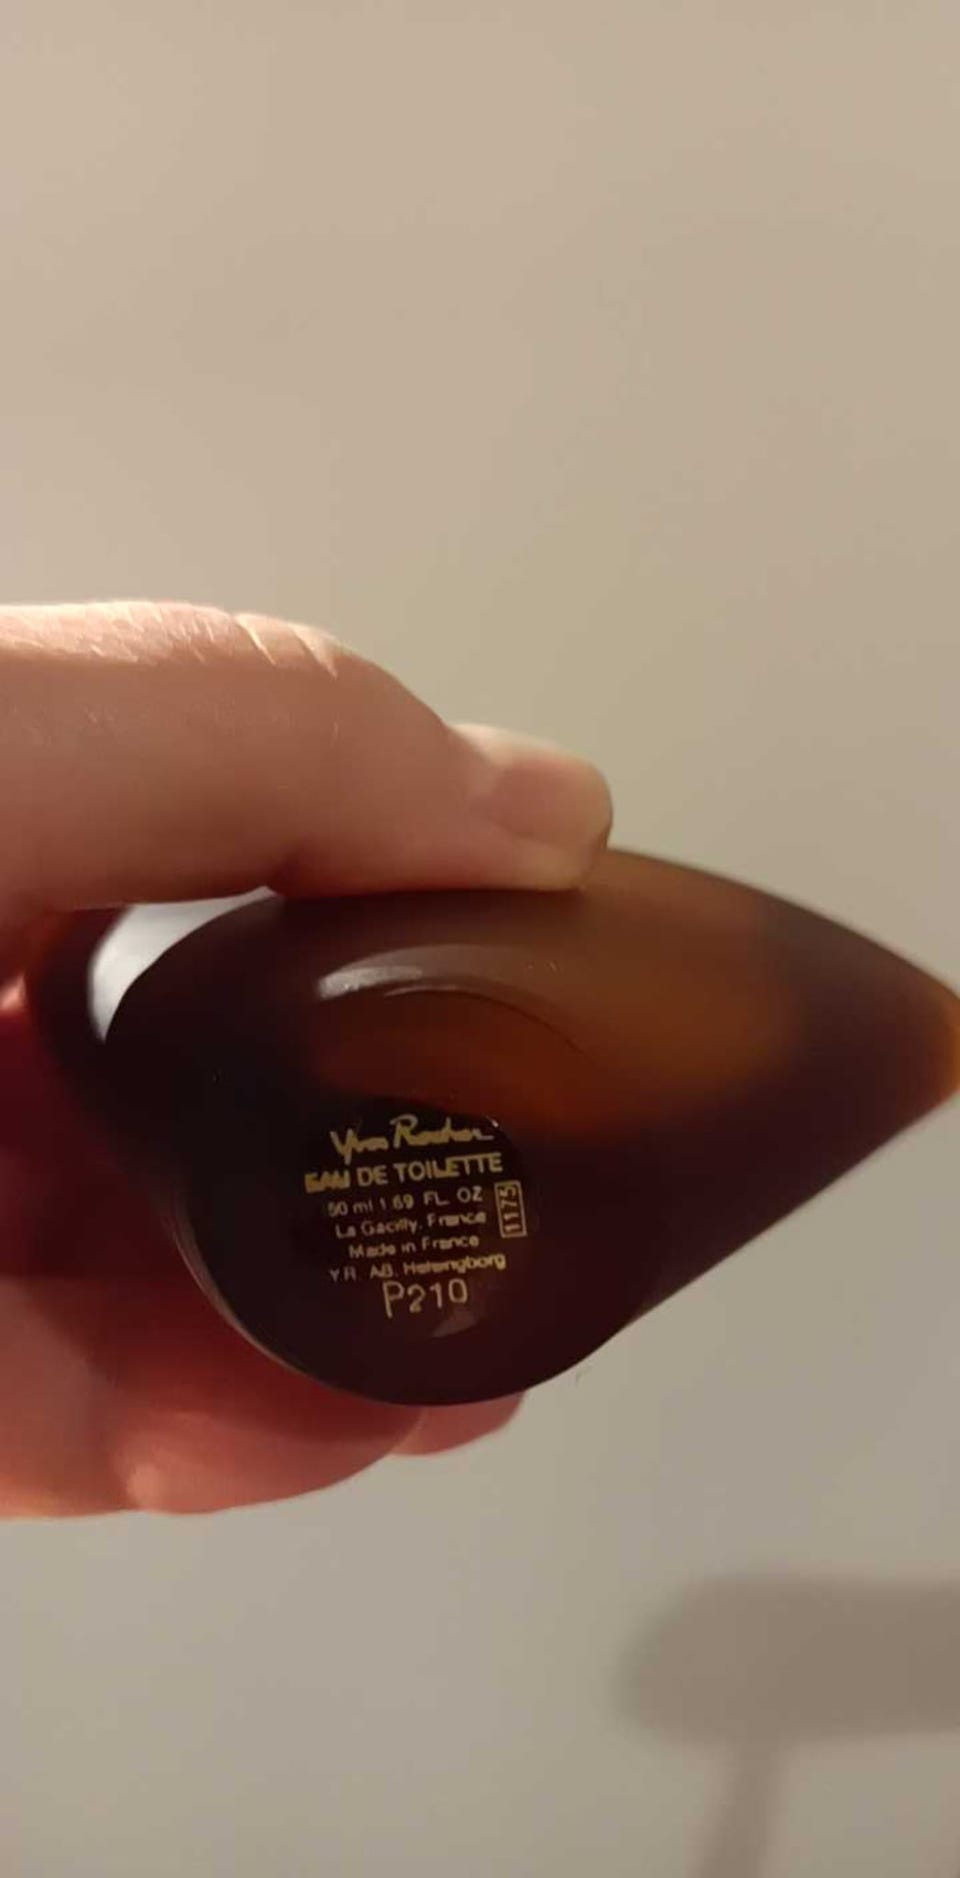 Yves Rocher
EAU DE TOILETTE
50 ml 1.69 FL. OZ
La Gacilly, France
Made in France
Y.R. AB. Helsingborg
P210
1175